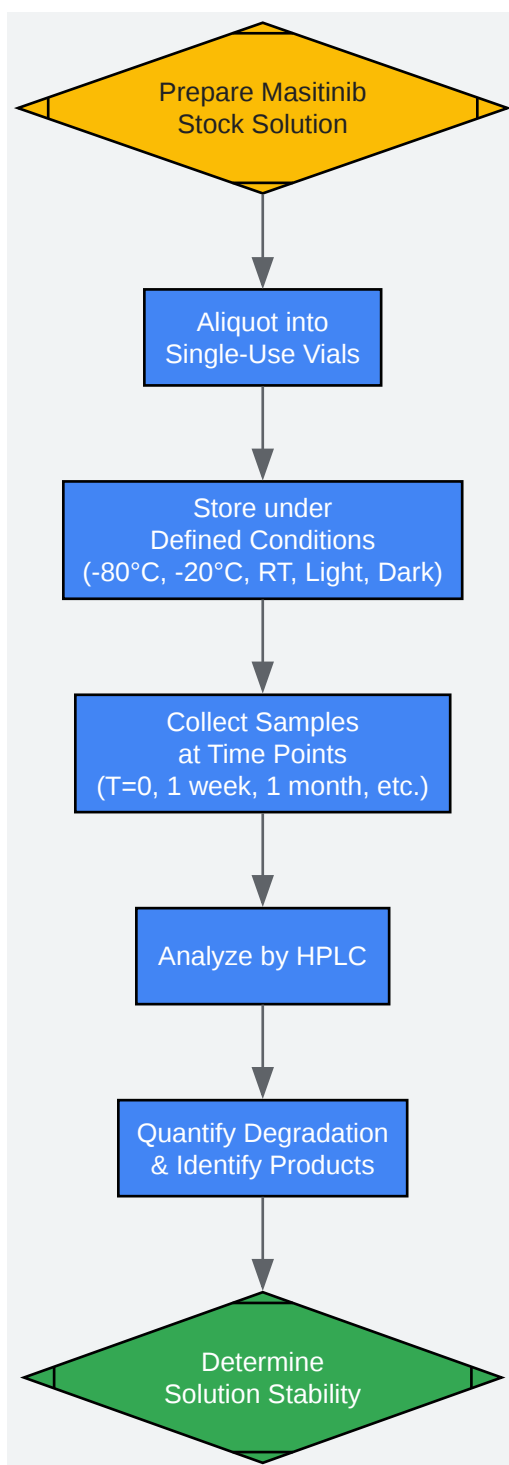 Prepare Masitinib
Stock Solution
Aliquot into
Single-Use Vials
Store under
Defined Conditions
(-80°C, -20°C, RT, Light, Dark)
Collect Samples
at Time Points
(T=0, 1 week, 1 month, etc.)
Analyze by HPLC
Quantify Degradation
& Identify Products
Determine
Solution Stability